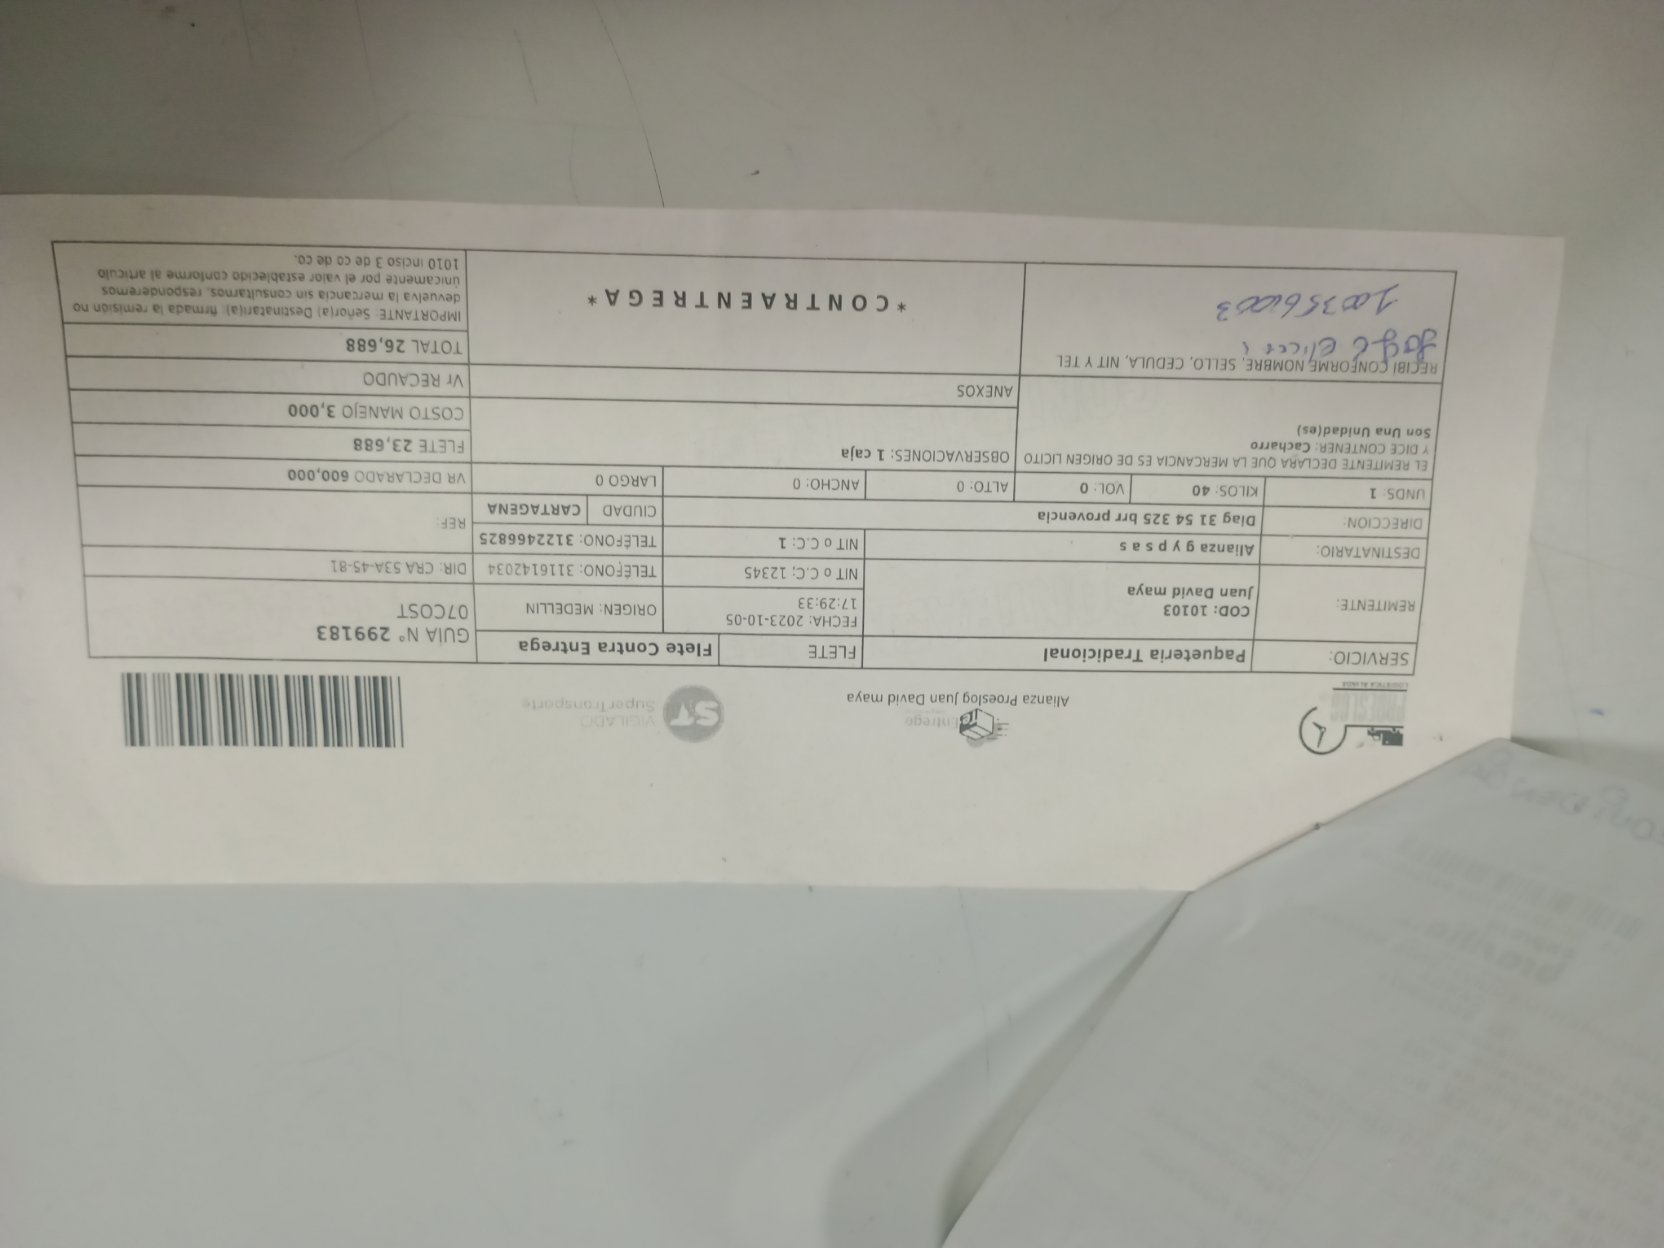 PROESLOG
LOGISTICA ALIADA
Entrego
Alianza Proeslog Juan David maya
ST
VIGILADO
SuperTransporte
SERVICIO: Paqueteria Tradicional FLETE Flete Contra Entrega GUIA N° 299183
07COST
REMITENTE: COD: 10103
Juan David maya
FECHA: 2023-10-05
17:29:33
ORIGEN: MEDELLIN
NIT o C.C: 12345 TELÉFONO: 3116142034 DIR: CRA 53A-45-81
DESTINATARIO: Alianza g y p s a s NIT o C.C: 1 TELÉFONO: 3122466825 REF:
DIRECCION: Diag 31 54 325 brr provencia CIUDAD CARTAGENA
UNDS: 1 KILOS: 40 VOL: 0 ALTO: 0 ANCHO: 0 LARGO 0 VR DECLARADO 600,000
EL REMITENTE DECLARA QUE LA MERCANCIA ES DE ORIGEN LICITO
Y DICE CONTENER: Cacharro
Son Una Unidad(es)
OBSERVACIONES: 1 caja
FLETE 23,688
COSTO MANEJO 3,000
ANEXOS
Vr RECAUDO
RECIBI CONFORME NOMBRE, SELLO, CEDULA, NIT Y TEL
TOTAL 26,688
*CONTRAENTREGA*
IMPORTANTE: Señor(a) Destinatari(a): firmada la remisión no
devuelva la mercancia sin consultarnos, responderemos
únicamente por el valor establecido conforme al articulo
1010 inciso 3 de co de co.